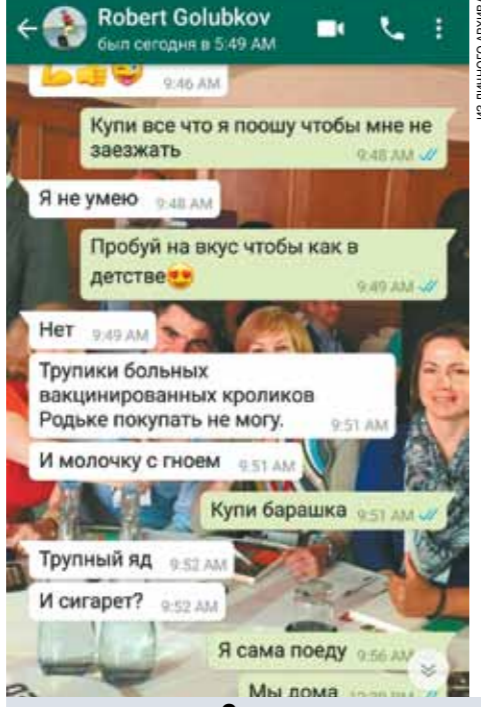 Robert Golubkov
был сегодня в 5:49 AM
9:46 AM
Купи все что я поошу чтобы мне не
заезжать
9:48 AM
Я не умею 9:48 AM
Пробуй на вкус чтобы как в
детстве😍
9:49 AM
Нет 9:49 AM
Трупики больных
вакцинированных кроликов
Родьке покупать не могу. 9:51 AM
И молочку с гноем 9:51 AM
Купи барашка 9:51 AM
Трупный яд 9:52 AM
И сигарет? 9:52 AM
Я сама поеду 9:56 AM
Мы дома
ИЗ ЛИЧНОГО АРХИВА